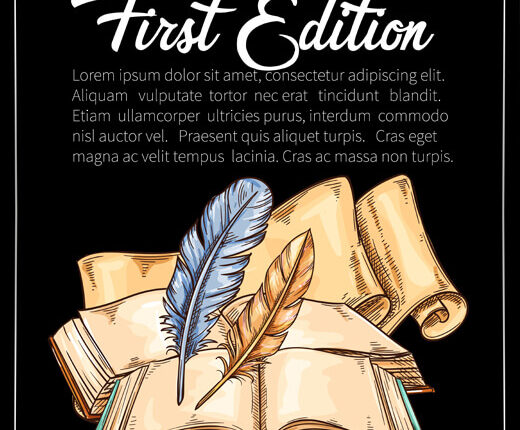 First Edition
Lorem ipsum dolor sit amet, consectetur adipiscing elit.
Aliquam vulputate tortor nec erat tincidunt blandit.
Etiam ullamcorper ultricies purus, interdum commodo
nisl auctor vel. Praesent quis aliquet turpis. Cras eget
magna ac velit tempus lacinia. Cras ac massa non turpis.